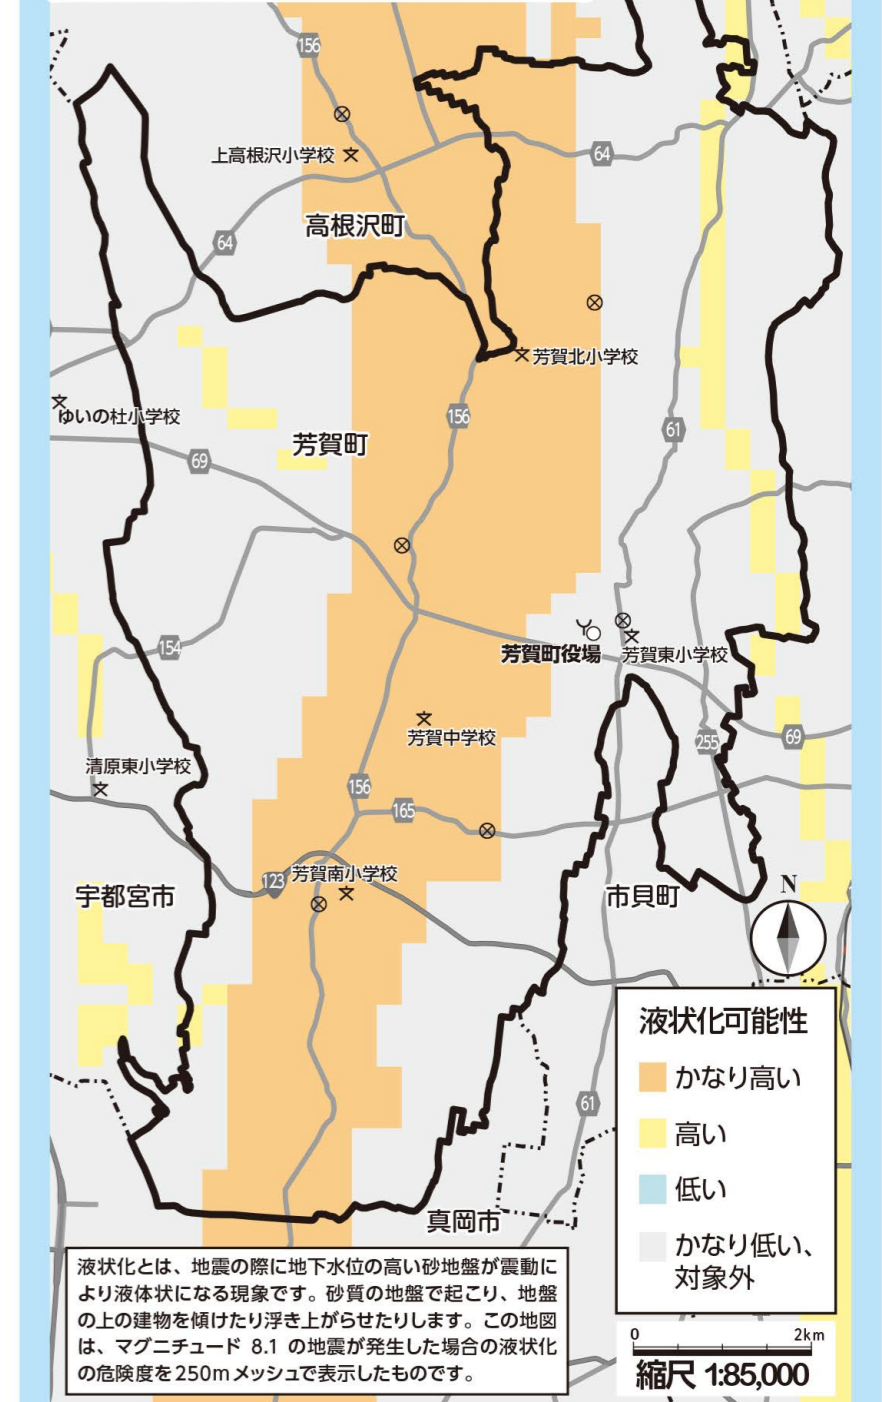 156
上高根沢小学校
64
高根沢町
64
芳賀北小学校
156
ゆいの杜小学校
61
芳賀町
69
154
芳賀町役場
芳賀東小学校
芳賀中学校
255
69
清原東小学校
156
165
123
芳賀南小学校
宇都宮市
市貝町
N
液状化可能性
かなり高い
高い
低い
かなり低い、
対象外
61
真岡市
液状化とは、地震の際に地下水位の高い砂地盤が震動に
より液体状になる現象です。砂質の地盤で起こり、地盤
の上の建物を傾けたり浮き上がらせたりします。この地図
は、マグニチュード 8.1 の地震が発生した場合の液状化
の危険度を250mメッシュで表示したものです。
0 2km
縮尺 1:85,000